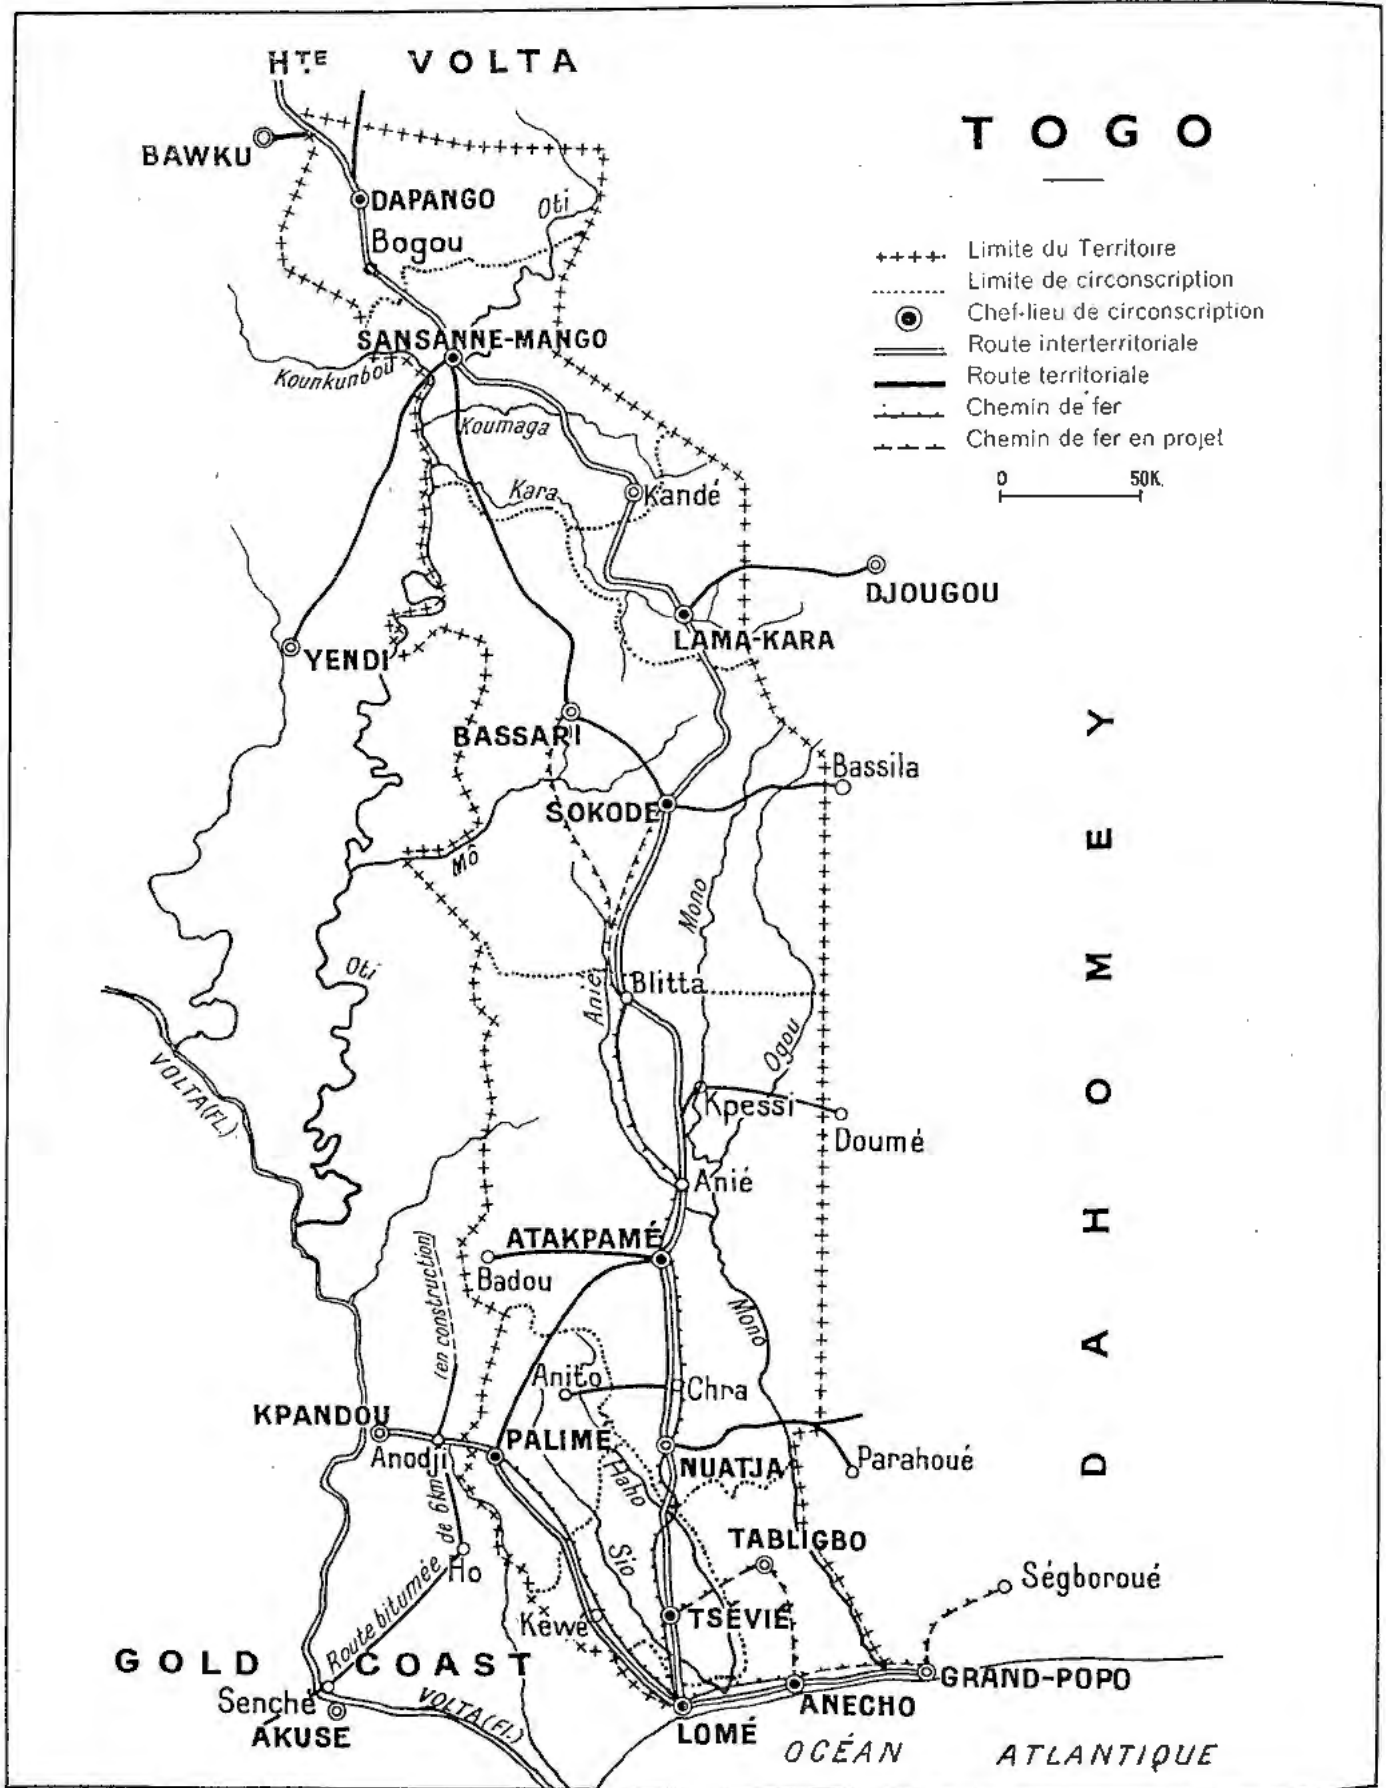 HTE VOLTA
TOGO
BAWKU
DAPANGO
Oti
Bogou
++++· Limite du Territoire
Limite de circonscription
Chef-lieu de circonscription
Route interterritoriale
Route territoriale
Chemin de fer
Chemin de fer en projet
0 50K.
SANSANNE-MANGO
Kounkunbou
Koumaga
Kara
Kandé
DJOUGOU
LAMA-KARA
YENDI
BASSARI
Bassila
SOKODE
Mô
Mono
Oti
Anié
Blitta
Ogou
VOLTA (FL.)
Kpessi
Doumé
Anié
ATAKPAMÉ
Badou
(en construction)
Mono
Anito
Chra
KPANDOU
Anodji
PALIMÉ
NUATJA
Parahoué
Haho
de 6km
TABLIGBO
Sio
Ho
Ségboroué
Route bitumée
Kéwé
TSÉVIÉ
GOLD COAST
Senche
AKUSE
VOLTA (Fl.)
LOMÉ
ANECHO
GRAND-POPO
OCÉAN ATLANTIQUE
DAHOMEY